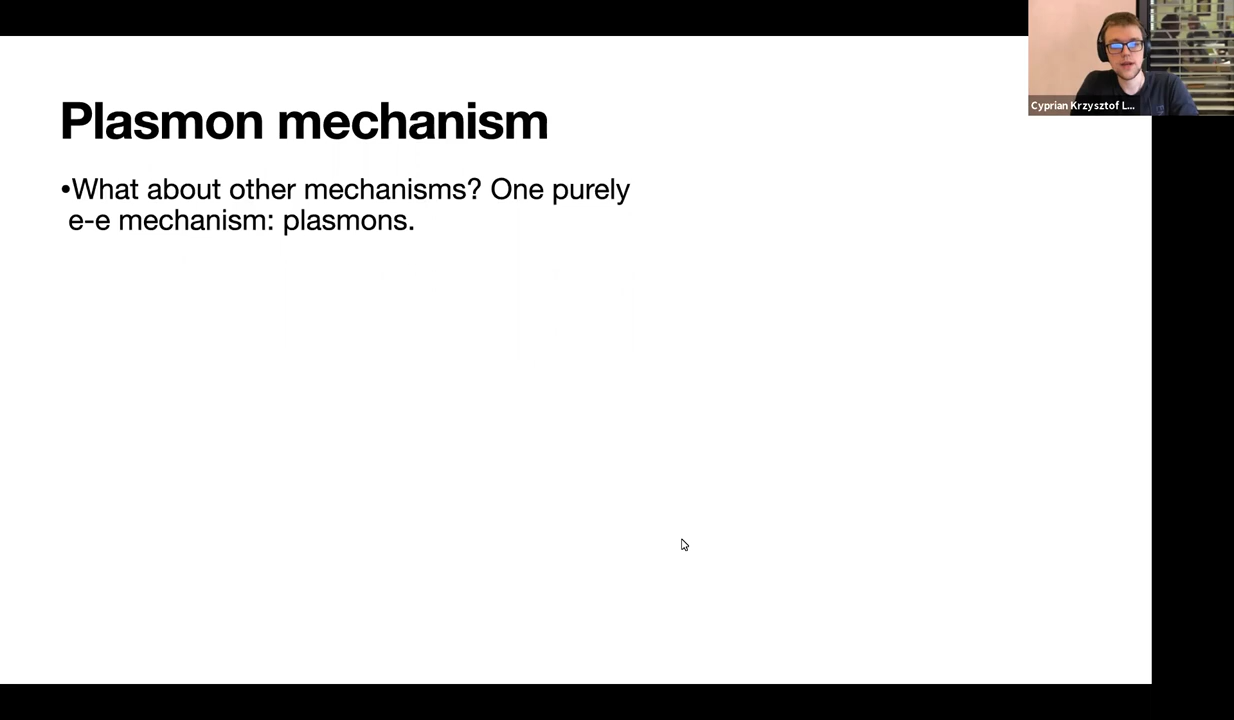 Plasmon mechanism
•What about other mechanisms? One purely
e-e mechanism: plasmons.
Cyprian Krzysztof L...